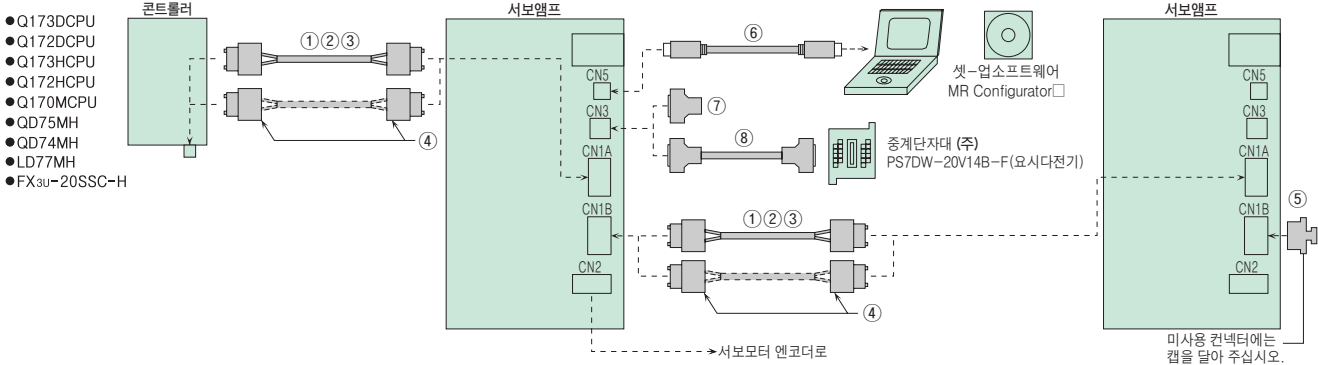 ●Q173DCPU
●Q172DCPU
●Q173HCPU
●Q172HCPU
●Q170MCPU
●QD75MH
●QD74MH
●LD77MH
●FX3U-20SSC-H
컨트롤러
①②③
④
서보앰프
CN5
CN3
CN1A
CN1B
CN2
서보모터 엔코더로
⑥
⑦
⑧
셋-업소프트웨어
MR Configurator□
중계단자대 (주)
PS7DW-20V14B-F(요시다전기)
①②③
④
서보앰프
CN5
CN3
CN1A
CN1B
CN2
⑤
미사용 컨넥터에는
캡을 달아 주십시오.